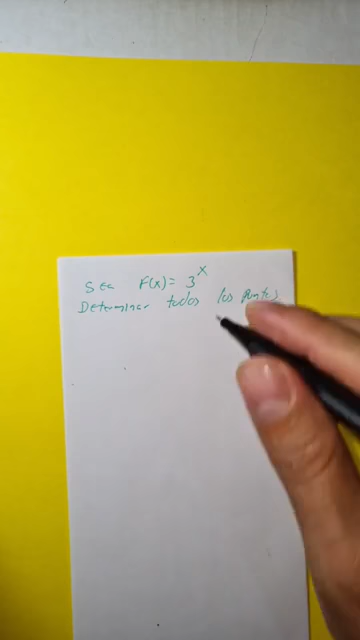 Sea F(x) = 3^x
Determinar todos los puntos